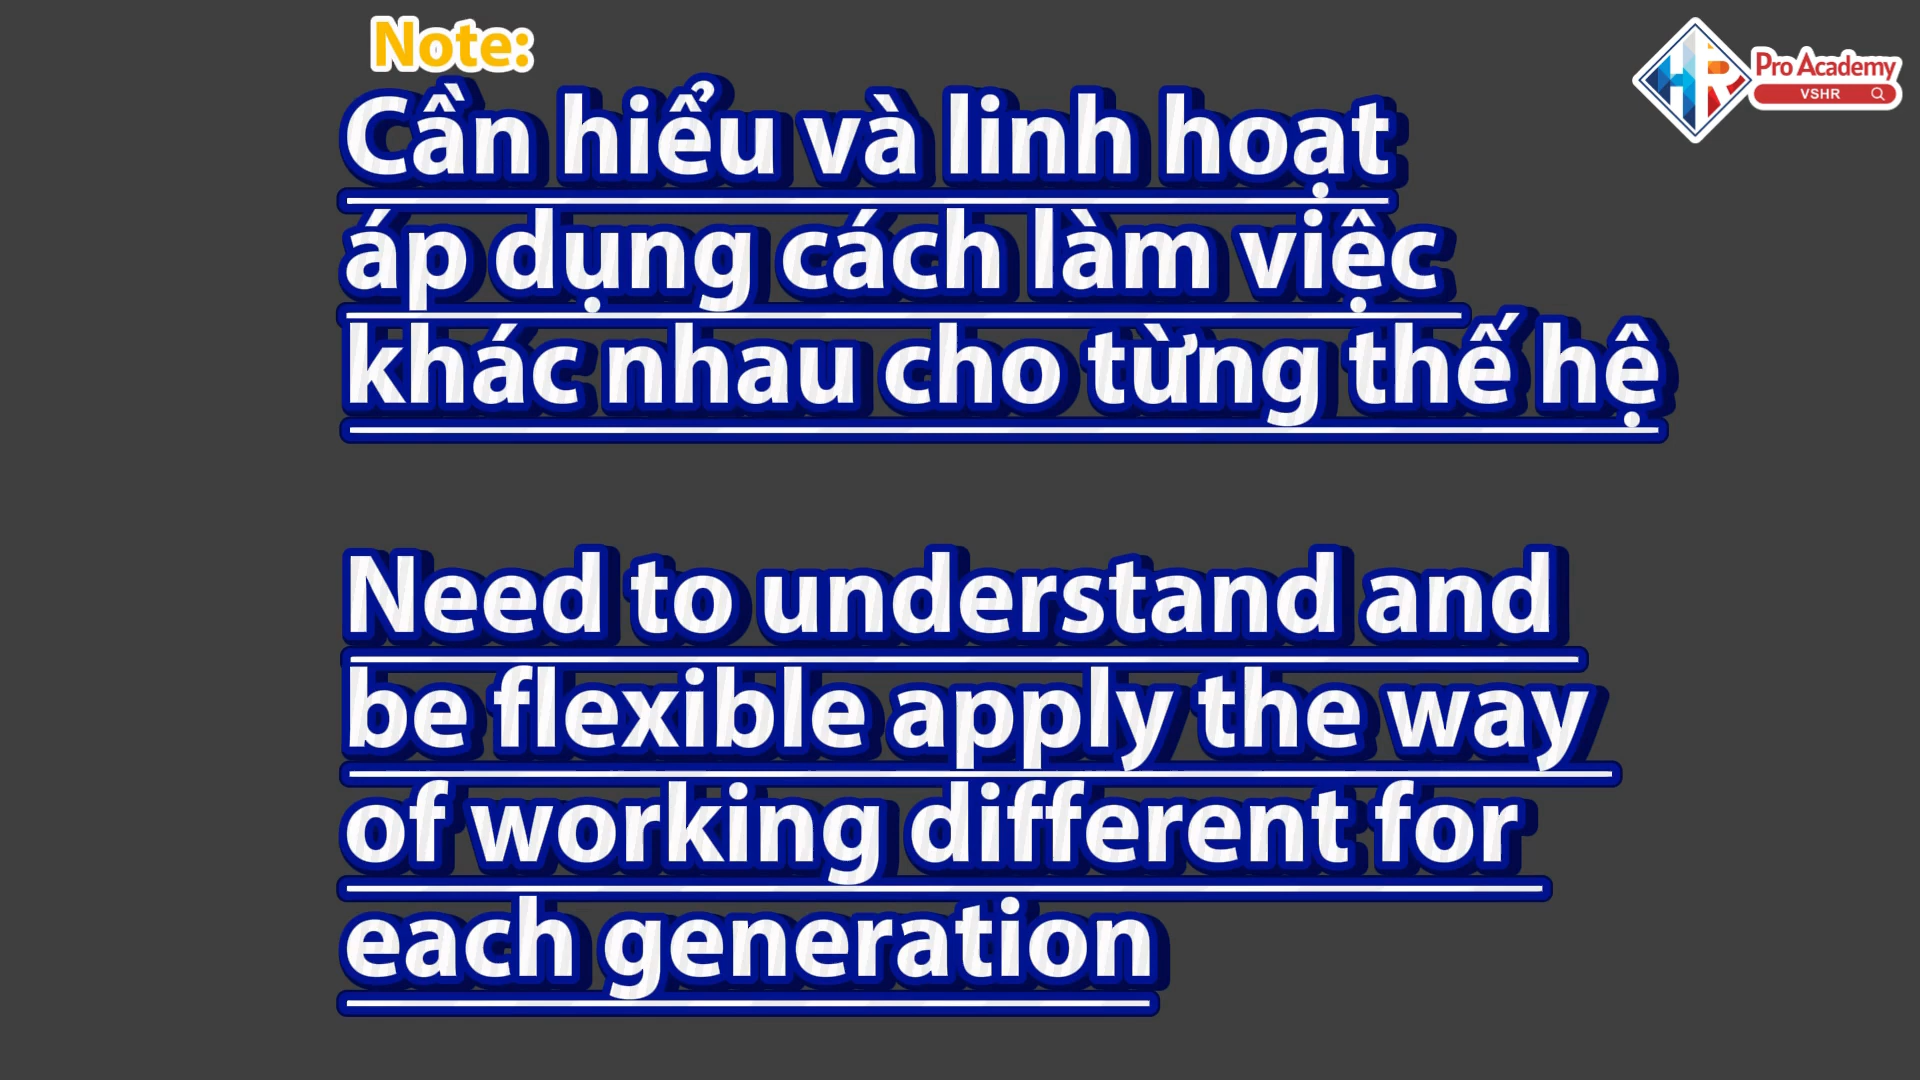 Note:
Cần hiểu và linh hoạt
áp dụng cách làm việc
khác nhau cho từng thế hệ
Need to understand and
be flexible apply the way
of working different for
each generation
HR
Pro Academy
VSHR